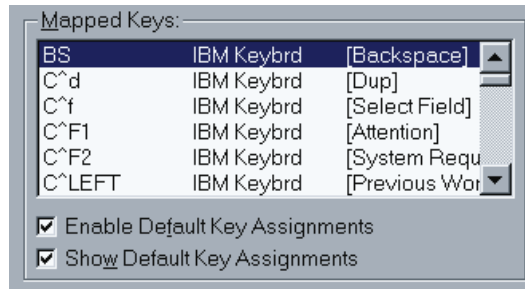 Mapped Keys:
BS IBM Keybrd [Backspace]
C^d IBM Keybrd [Dup]
C^f IBM Keybrd [Select Field]
C^F1 IBM Keybrd [Attention]
C^F2 IBM Keybrd [System Requ
C^LEFT IBM Keybrd [Previous Wor
Enable Default Key Assignments
Show Default Key Assignments